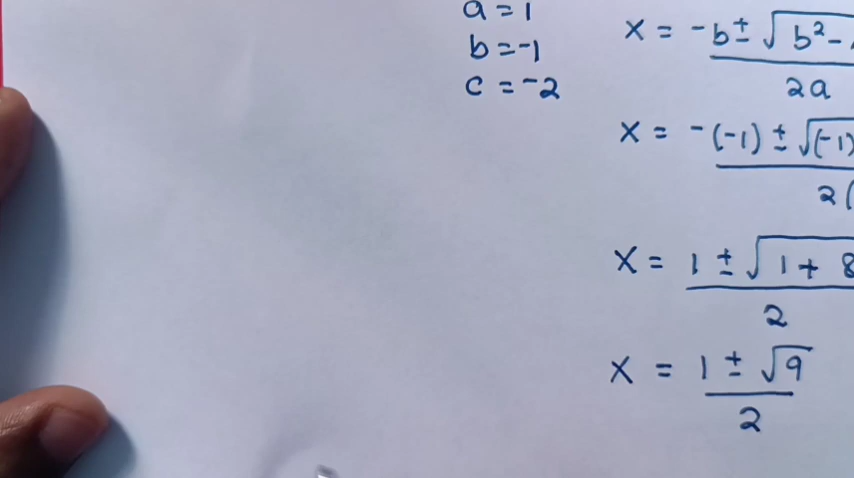 a = 1
b = -1
c = -2
x = -b ± √b² -
2a
x = -(-1) ± √(-1)
2(
x = 1 ± √1 + 8
2
x = 1 ± √9
2